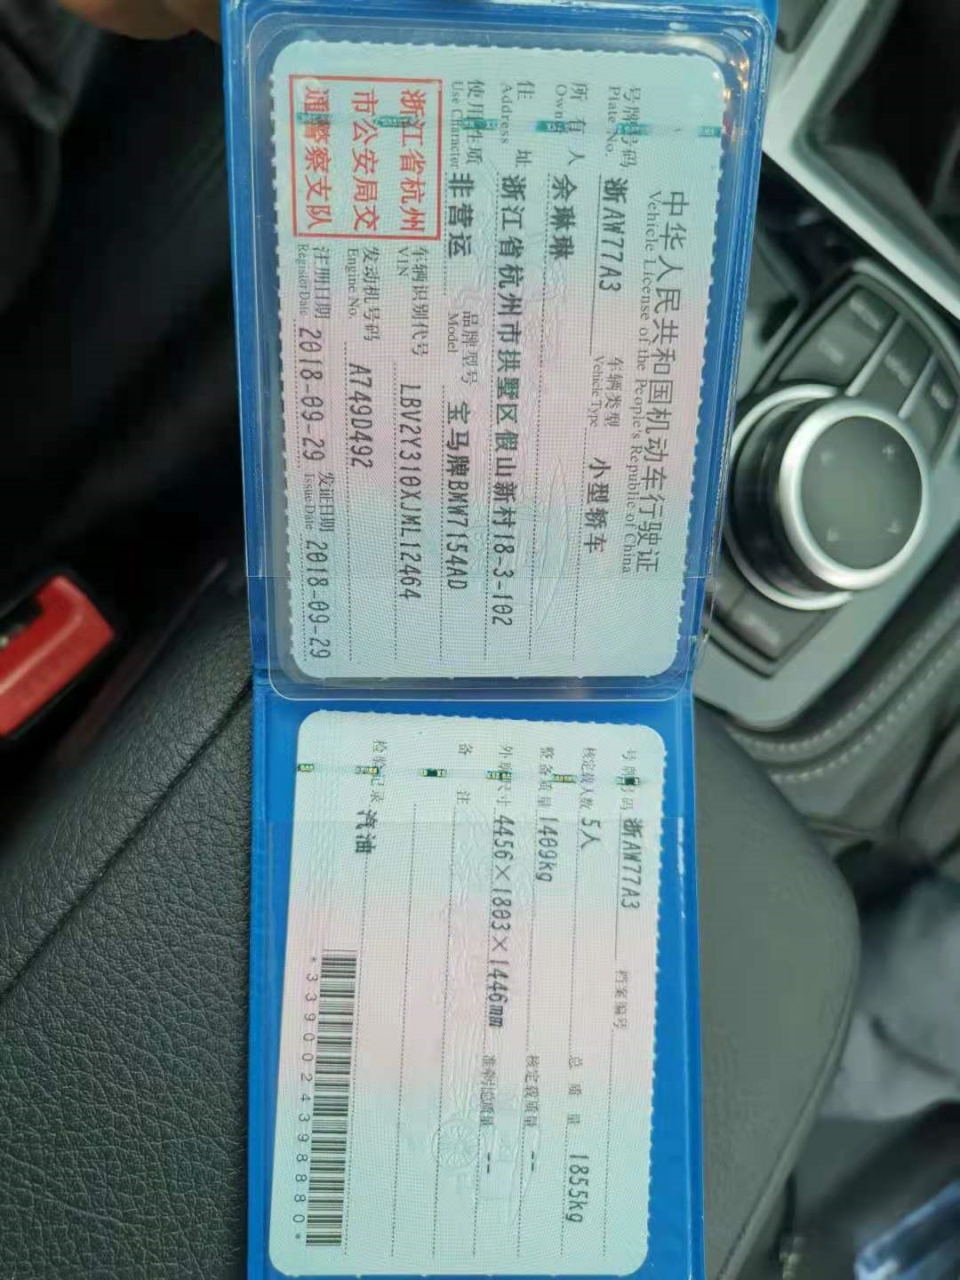 中华人民共和国机动车行驶证
Vehicle License of the People's Republic of China
号牌号码 浙AW77A3 车辆类型 小型轿车
Plate No. Vehicle Type
所有人 余琳琳
Owner
住址 浙江省杭州市拱墅区假山新村18-3-102
Address
使用性质 非营运 品牌型号 宝马牌BMW7154AD
Use Character Model
浙江省杭州
市公安局交
通警察支队
车辆识别代号 LBV2Y310XJML12464
VIN
发动机号码 A749D492
Engine No.
注册日期 2018-09-29 发证日期 2018-09-29
Register Date Issue Date
号牌号码 浙AW77A3 档案编号
核定载人数 5人 总质量 1855kg
整备质量 1409kg 核定载质量 --
外廓尺寸 4456×1803×1446mm 准牵引总质量 --
备注
检验记录 汽油
*3390024398880*